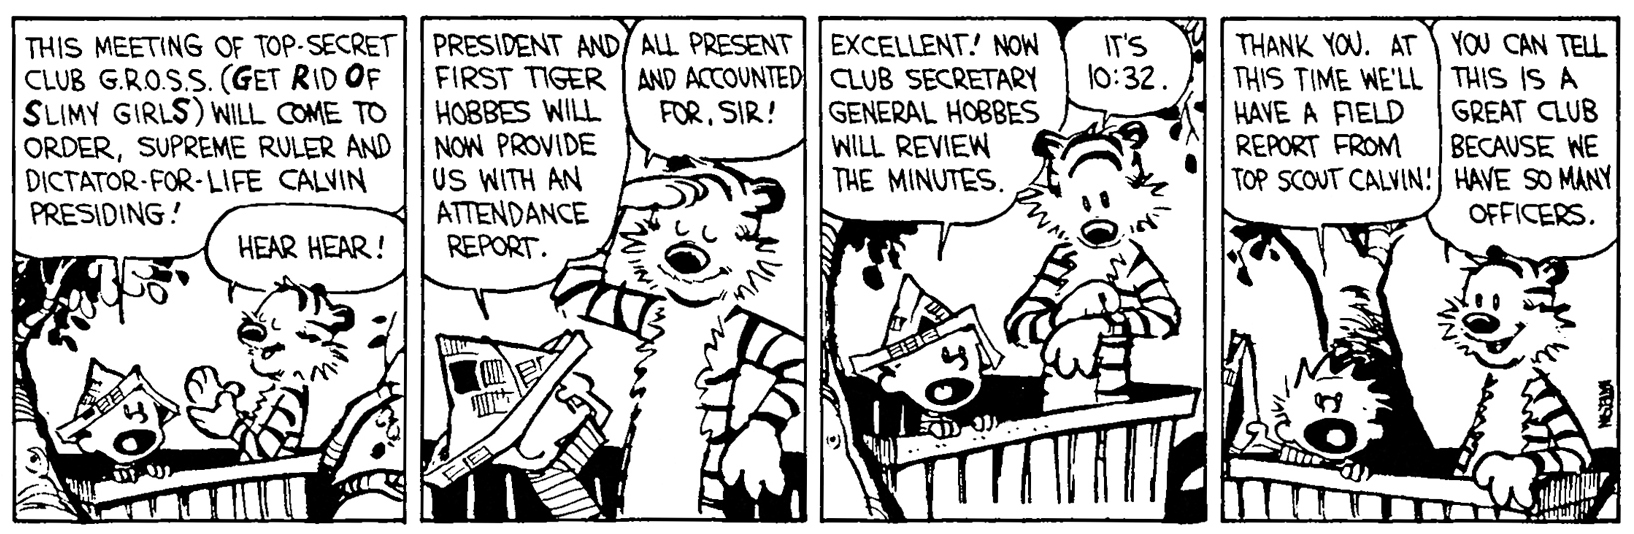 THIS MEETING OF TOP-SECRET
CLUB G.R.O.S.S. (GET RID OF
SLIMY GIRLS) WILL COME TO
ORDER, SUPREME RULER AND
DICTATOR-FOR-LIFE CALVIN
PRESIDING!
HEAR HEAR!
PRESIDENT AND
FIRST TIGER
HOBBES WILL
NOW PROVIDE
US WITH AN
ATTENDANCE
REPORT.
ALL PRESENT
AND ACCOUNTED
FOR, SIR!
EXCELLENT! NOW
CLUB SECRETARY
GENERAL HOBBES
WILL REVIEW
THE MINUTES.
IT'S
10:32.
THANK YOU. AT
THIS TIME WE'LL
HAVE A FIELD
REPORT FROM
TOP SCOUT CALVIN!
YOU CAN TELL
THIS IS A
GREAT CLUB
BECAUSE WE
HAVE SO MANY
OFFICERS.
WATTERSON